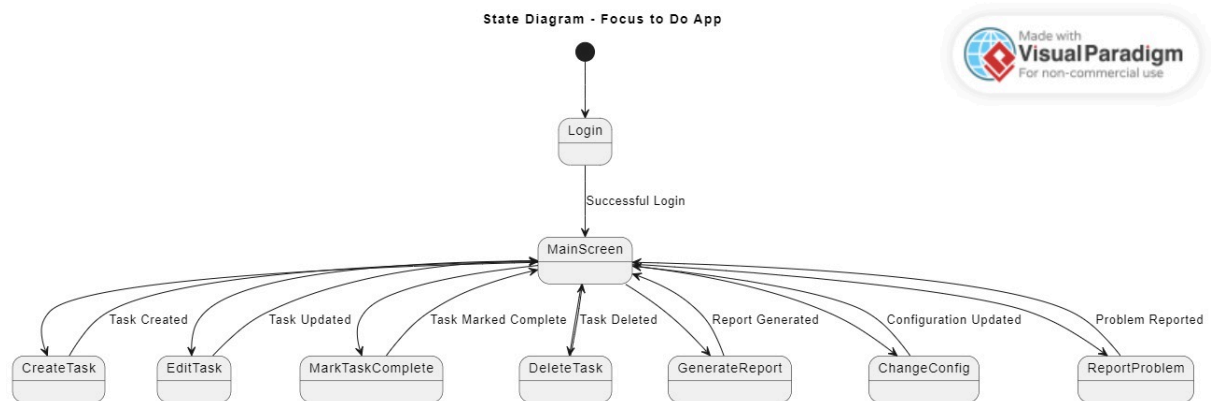 State Diagram - Focus to Do App
Made with
Visual Paradigm
For non-commercial use
Login
Successful Login
MainScreen
Task Created
Task Updated
Task Marked Complete
Task Deleted
Report Generated
Configuration Updated
Problem Reported
CreateTask
EditTask
MarkTaskComplete
DeleteTask
GenerateReport
ChangeConfig
ReportProblem